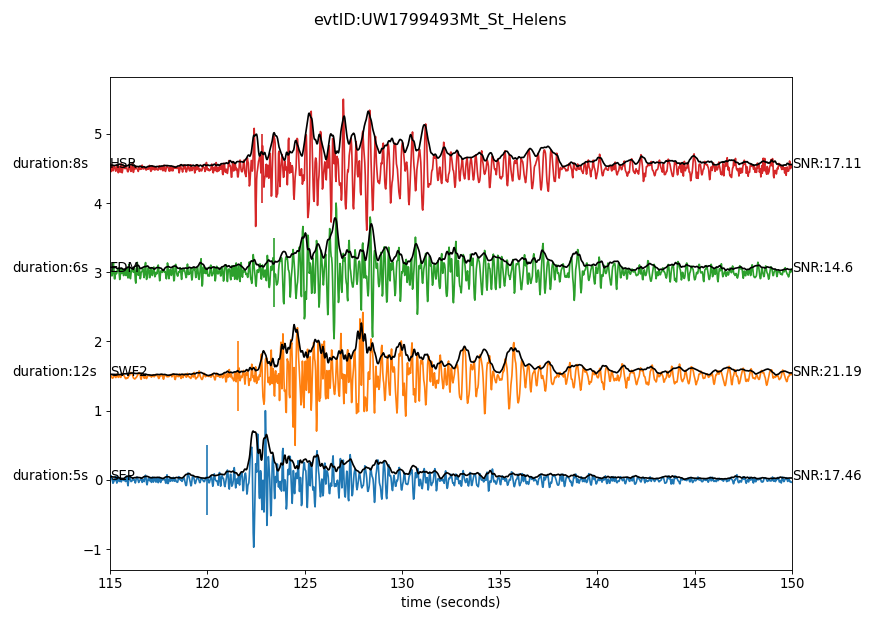 evtID:UW1799493Mt_St_Helens
5
duration:8s HSR SNR:17.11
4
duration:6s 3 EDM SNR:14.6
2
duration:12s SWF2 SNR:21.19
1
duration:5s 0 SEP SNR:17.46
−1
115 120 125 130 135 140 145 150
time (seconds)